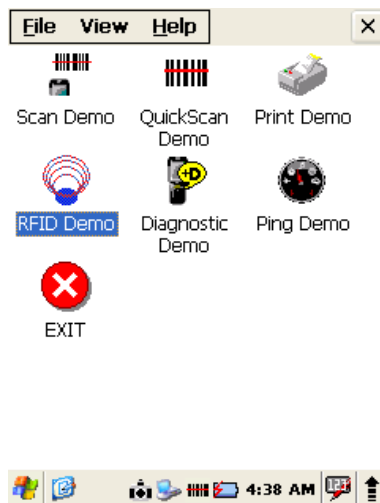 File View Help
Scan Demo QuickScan Demo Print Demo
RFID Demo Diagnostic Demo Ping Demo
EXIT
+D
4:38 AM 123